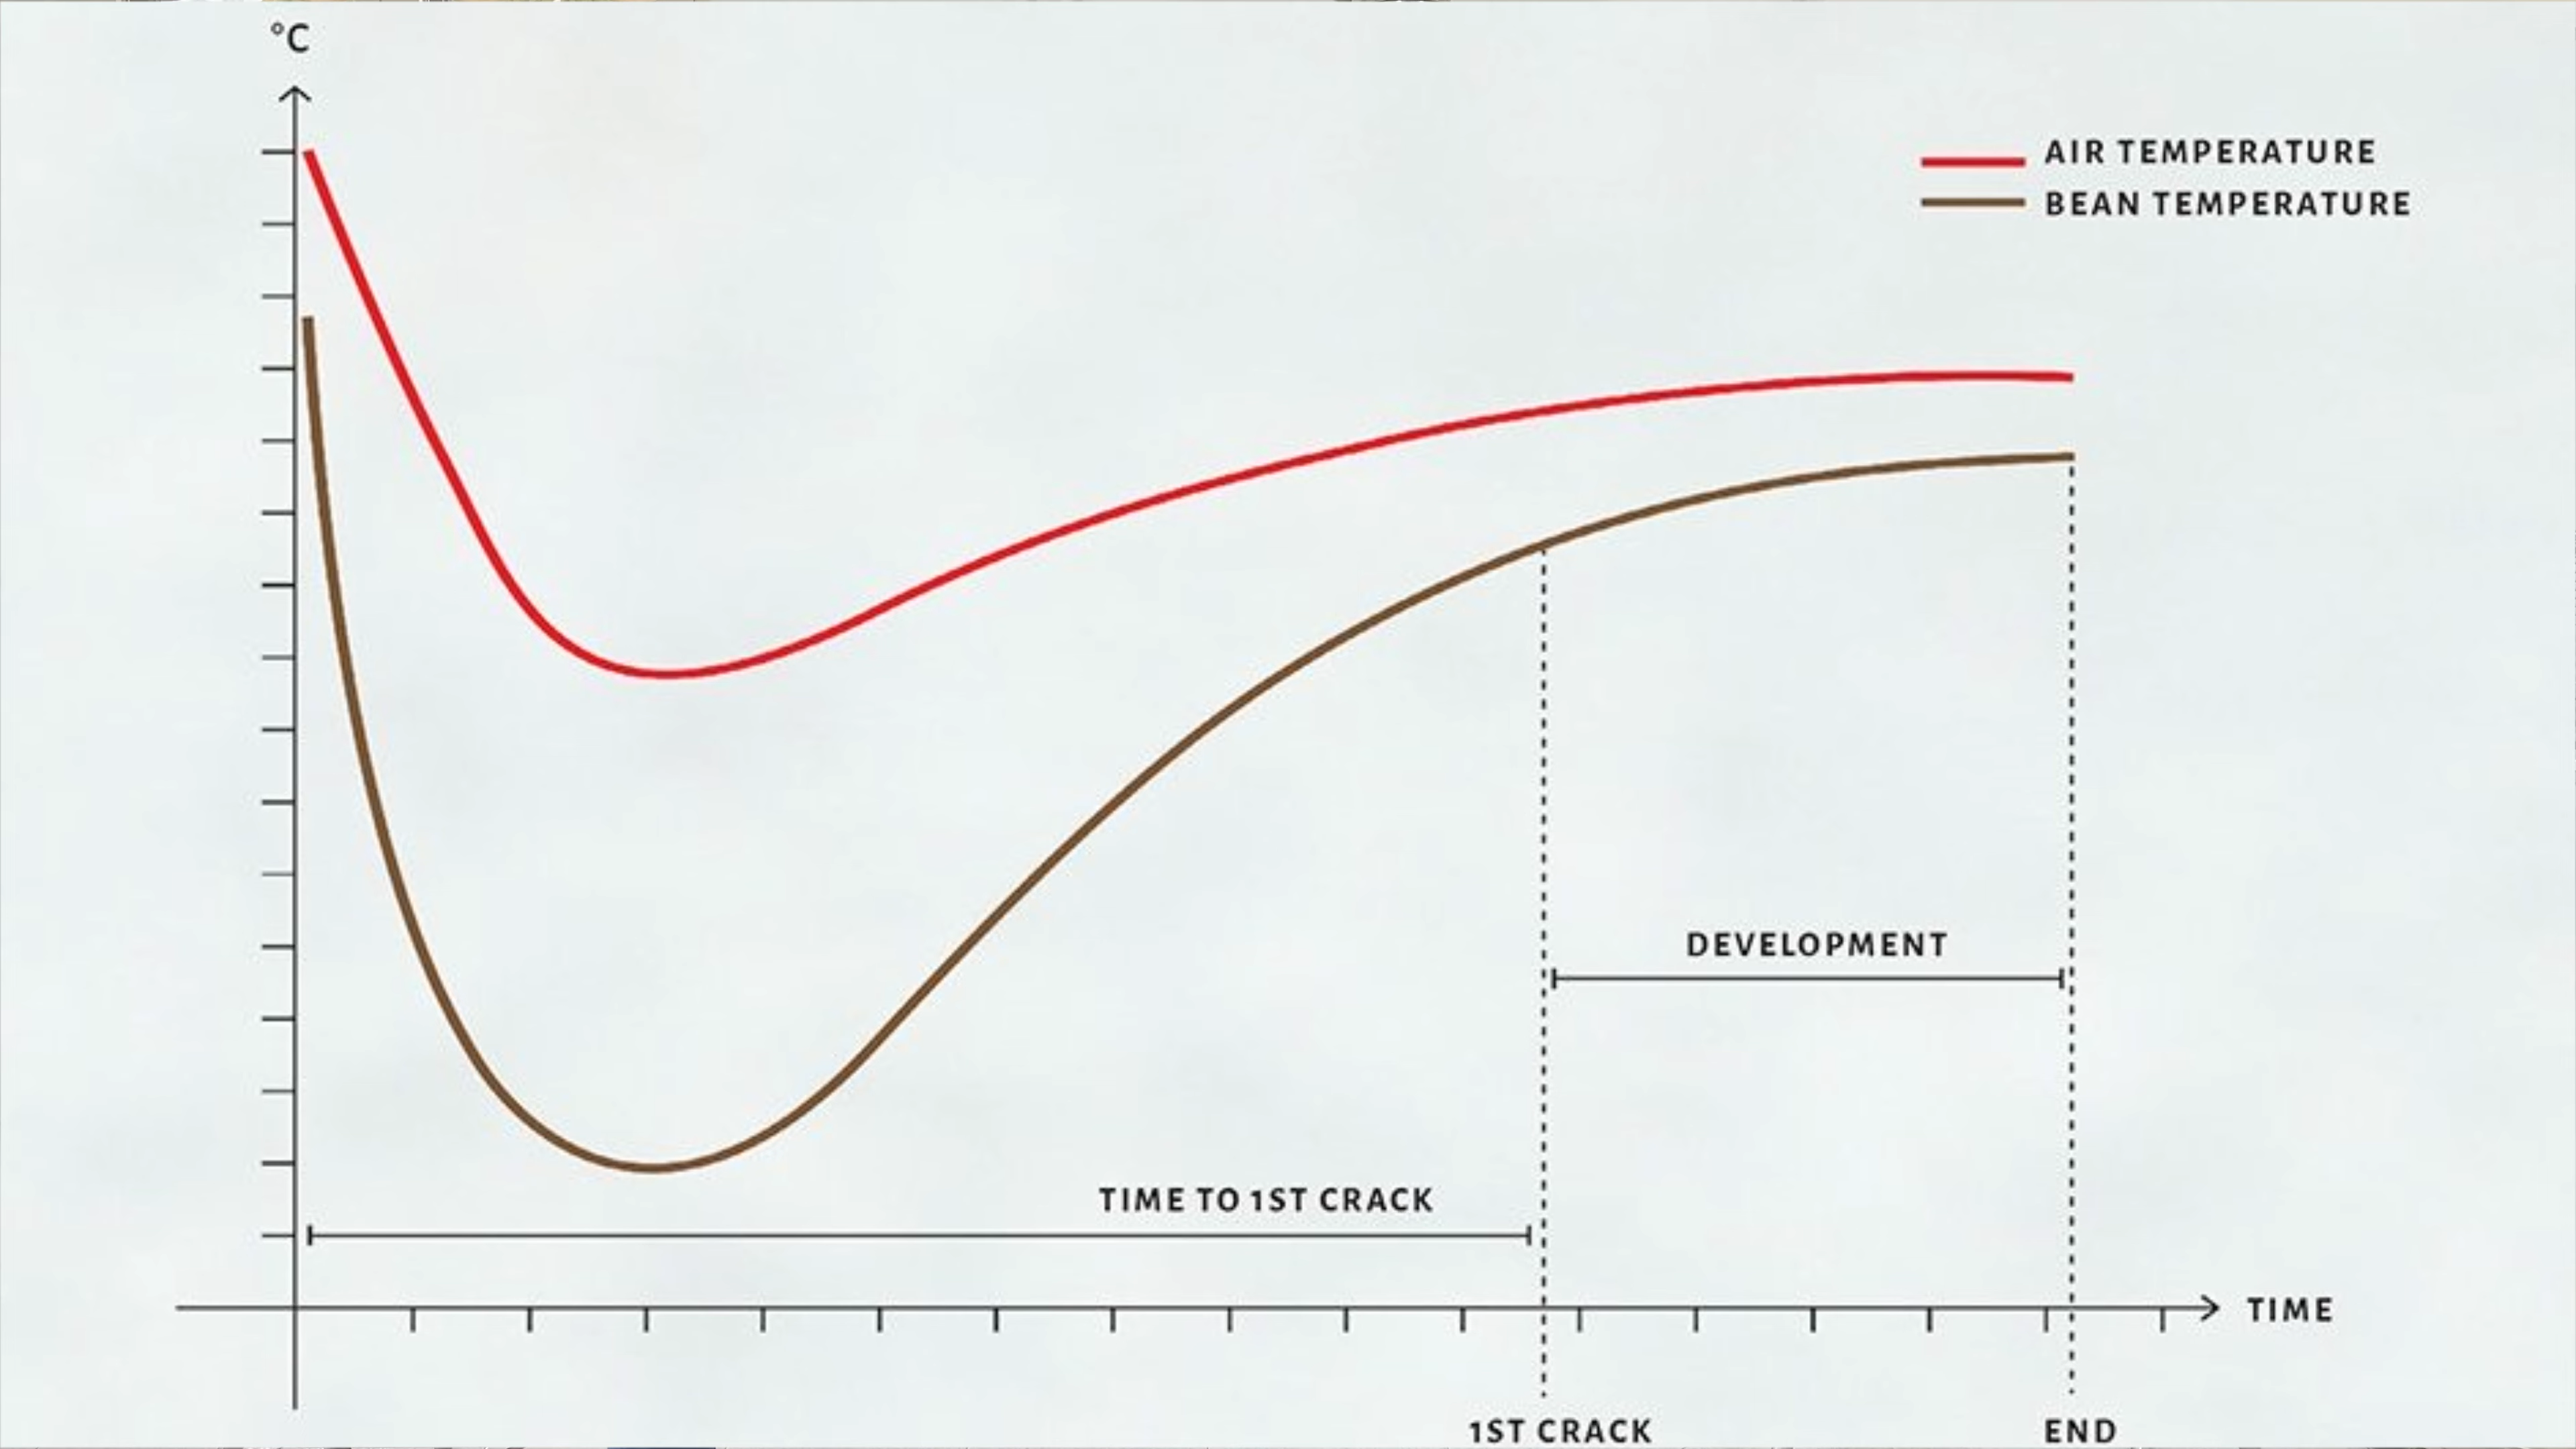 °C
AIR TEMPERATURE
BEAN TEMPERATURE
DEVELOPMENT
TIME TO 1ST CRACK
TIME
1ST CRACK
END